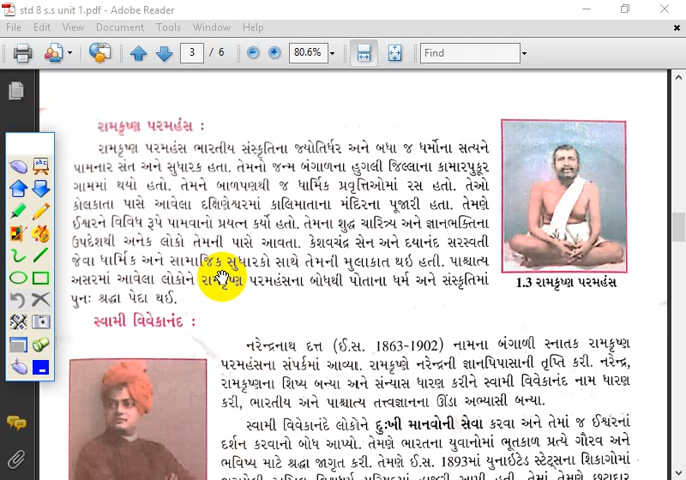 std 8 s.s unit 1.pdf - Adobe Reader
File Edit View Window Help
3 / 6 80.6% Find
રામકૃષ્ણ પરમહંસ :
રામકૃષ્ણ પરમહંસ ભારતીય સંસ્કૃતિના જ્યોતિર્ધર અને બધા જ ધર્મોના સત્યને
પામનાર સંત અને સુધારક હતા. તેમનો જન્મ બંગાળના હુગલી જિલ્લાના કામારપુકુર
ગામમાં થયો હતો. તેમને બાળપણથી જ ધાર્મિક પ્રવૃત્તિઓમાં રસ હતો. તેઓ
કોલકાતા પાસે આવેલા દક્ષિણેશ્વરમાં કાલિમાતાના મંદિરના પૂજારી હતા. તેમણે
ઈશ્વરને વિવિધ રૂપે પામવાનો પ્રયત્ન કર્યો હતો. તેમના શુદ્ધ ચારિત્ર્ય અને જ્ઞાનભક્તિના
ઉપદેશથી અનેક લોકો તેમની પાસે આવતા. કેશવચંદ્ર સેન અને દયાનંદ સરસ્વતી
જેવા ધાર્મિક અને સામાજિક સુધારકો સાથે તેમની મુલાકાત થઇ હતી. પાશ્ચાત્ય
અસરમાં આવેલા લોકોને રામકૃષ્ણ પરમહંસના બોધથી પોતાના ધર્મ અને સંસ્કૃતિમાં
પુનઃ શ્રદ્ધા પેદા થઈ.
1.3 રામકૃષ્ણ પરમહંસ
સ્વામી વિવેકાનંદ :
નરેન્દ્રનાથ દત્ત (ઈ.સ. 1863-1902) નામના બંગાળી સ્નાતક રામકૃષ્ણ
પરમહંસના સંપર્કમાં આવ્યા. રામકૃષ્ણે નરેન્દ્રની જ્ઞાનપિપાસાની તૃપ્તિ કરી. નરેન્દ્ર,
રામકૃષ્ણના શિષ્ય બન્યા અને સંન્યાસ ધારણ કરીને સ્વામી વિવેકાનંદ નામ ધારણ
કરી, ભારતીય અને પાશ્ચાત્ય તત્ત્વજ્ઞાનના ઊંડા અભ્યાસી બન્યા.
સ્વામી વિવેકાનંદે લોકોને દુઃખી માનવોની સેવા કરવા અને તેમાં જ ઈશ્વરનાં
દર્શન કરવાનો બોધ આપ્યો. તેમણે ભારતના યુવાનોમાં ભૂતકાળ પ્રત્યે ગૌરવ અને
ભવિષ્ય માટે શ્રદ્ધા જાગૃત કરી. તેમણે ઈ.સ. 1893માં યુનાઈટેડ સ્ટેટ્સના શિકાગોમાં